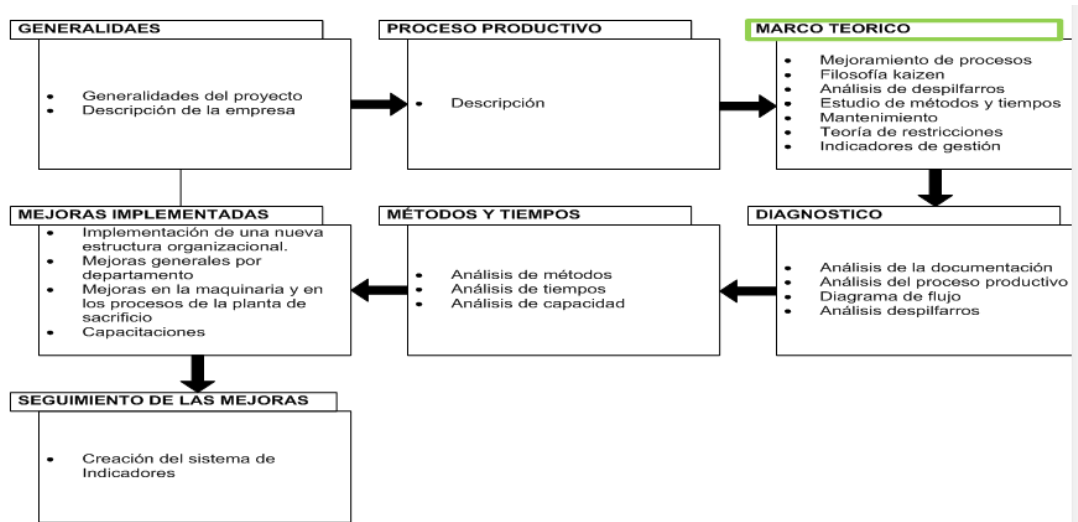 GENERALIDAES
• Generalidades del proyecto
• Descripción de la empresa
PROCESO PRODUCTIVO
• Descripción
MARCO TEORICO
• Mejoramiento de procesos
• Filosofía kaizen
• Análisis de despilfarros
• Estudio de métodos y tiempos
• Mantenimiento
• Teoría de restricciones
• Indicadores de gestión
DIAGNOSTICO
• Análisis de la documentación
• Análisis del proceso productivo
• Diagrama de flujo
• Análisis despilfarros
MÉTODOS Y TIEMPOS
• Análisis de métodos
• Análisis de tiempos
• Análisis de capacidad
MEJORAS IMPLEMENTADAS
• Implementación de una nueva
estructura organizacional.
• Mejoras generales por
departamento
• Mejoras en la maquinaria y en
los procesos de la planta de
sacrificio
• Capacitaciones
SEGUIMIENTO DE LAS MEJORAS
• Creación del sistema de
Indicadores